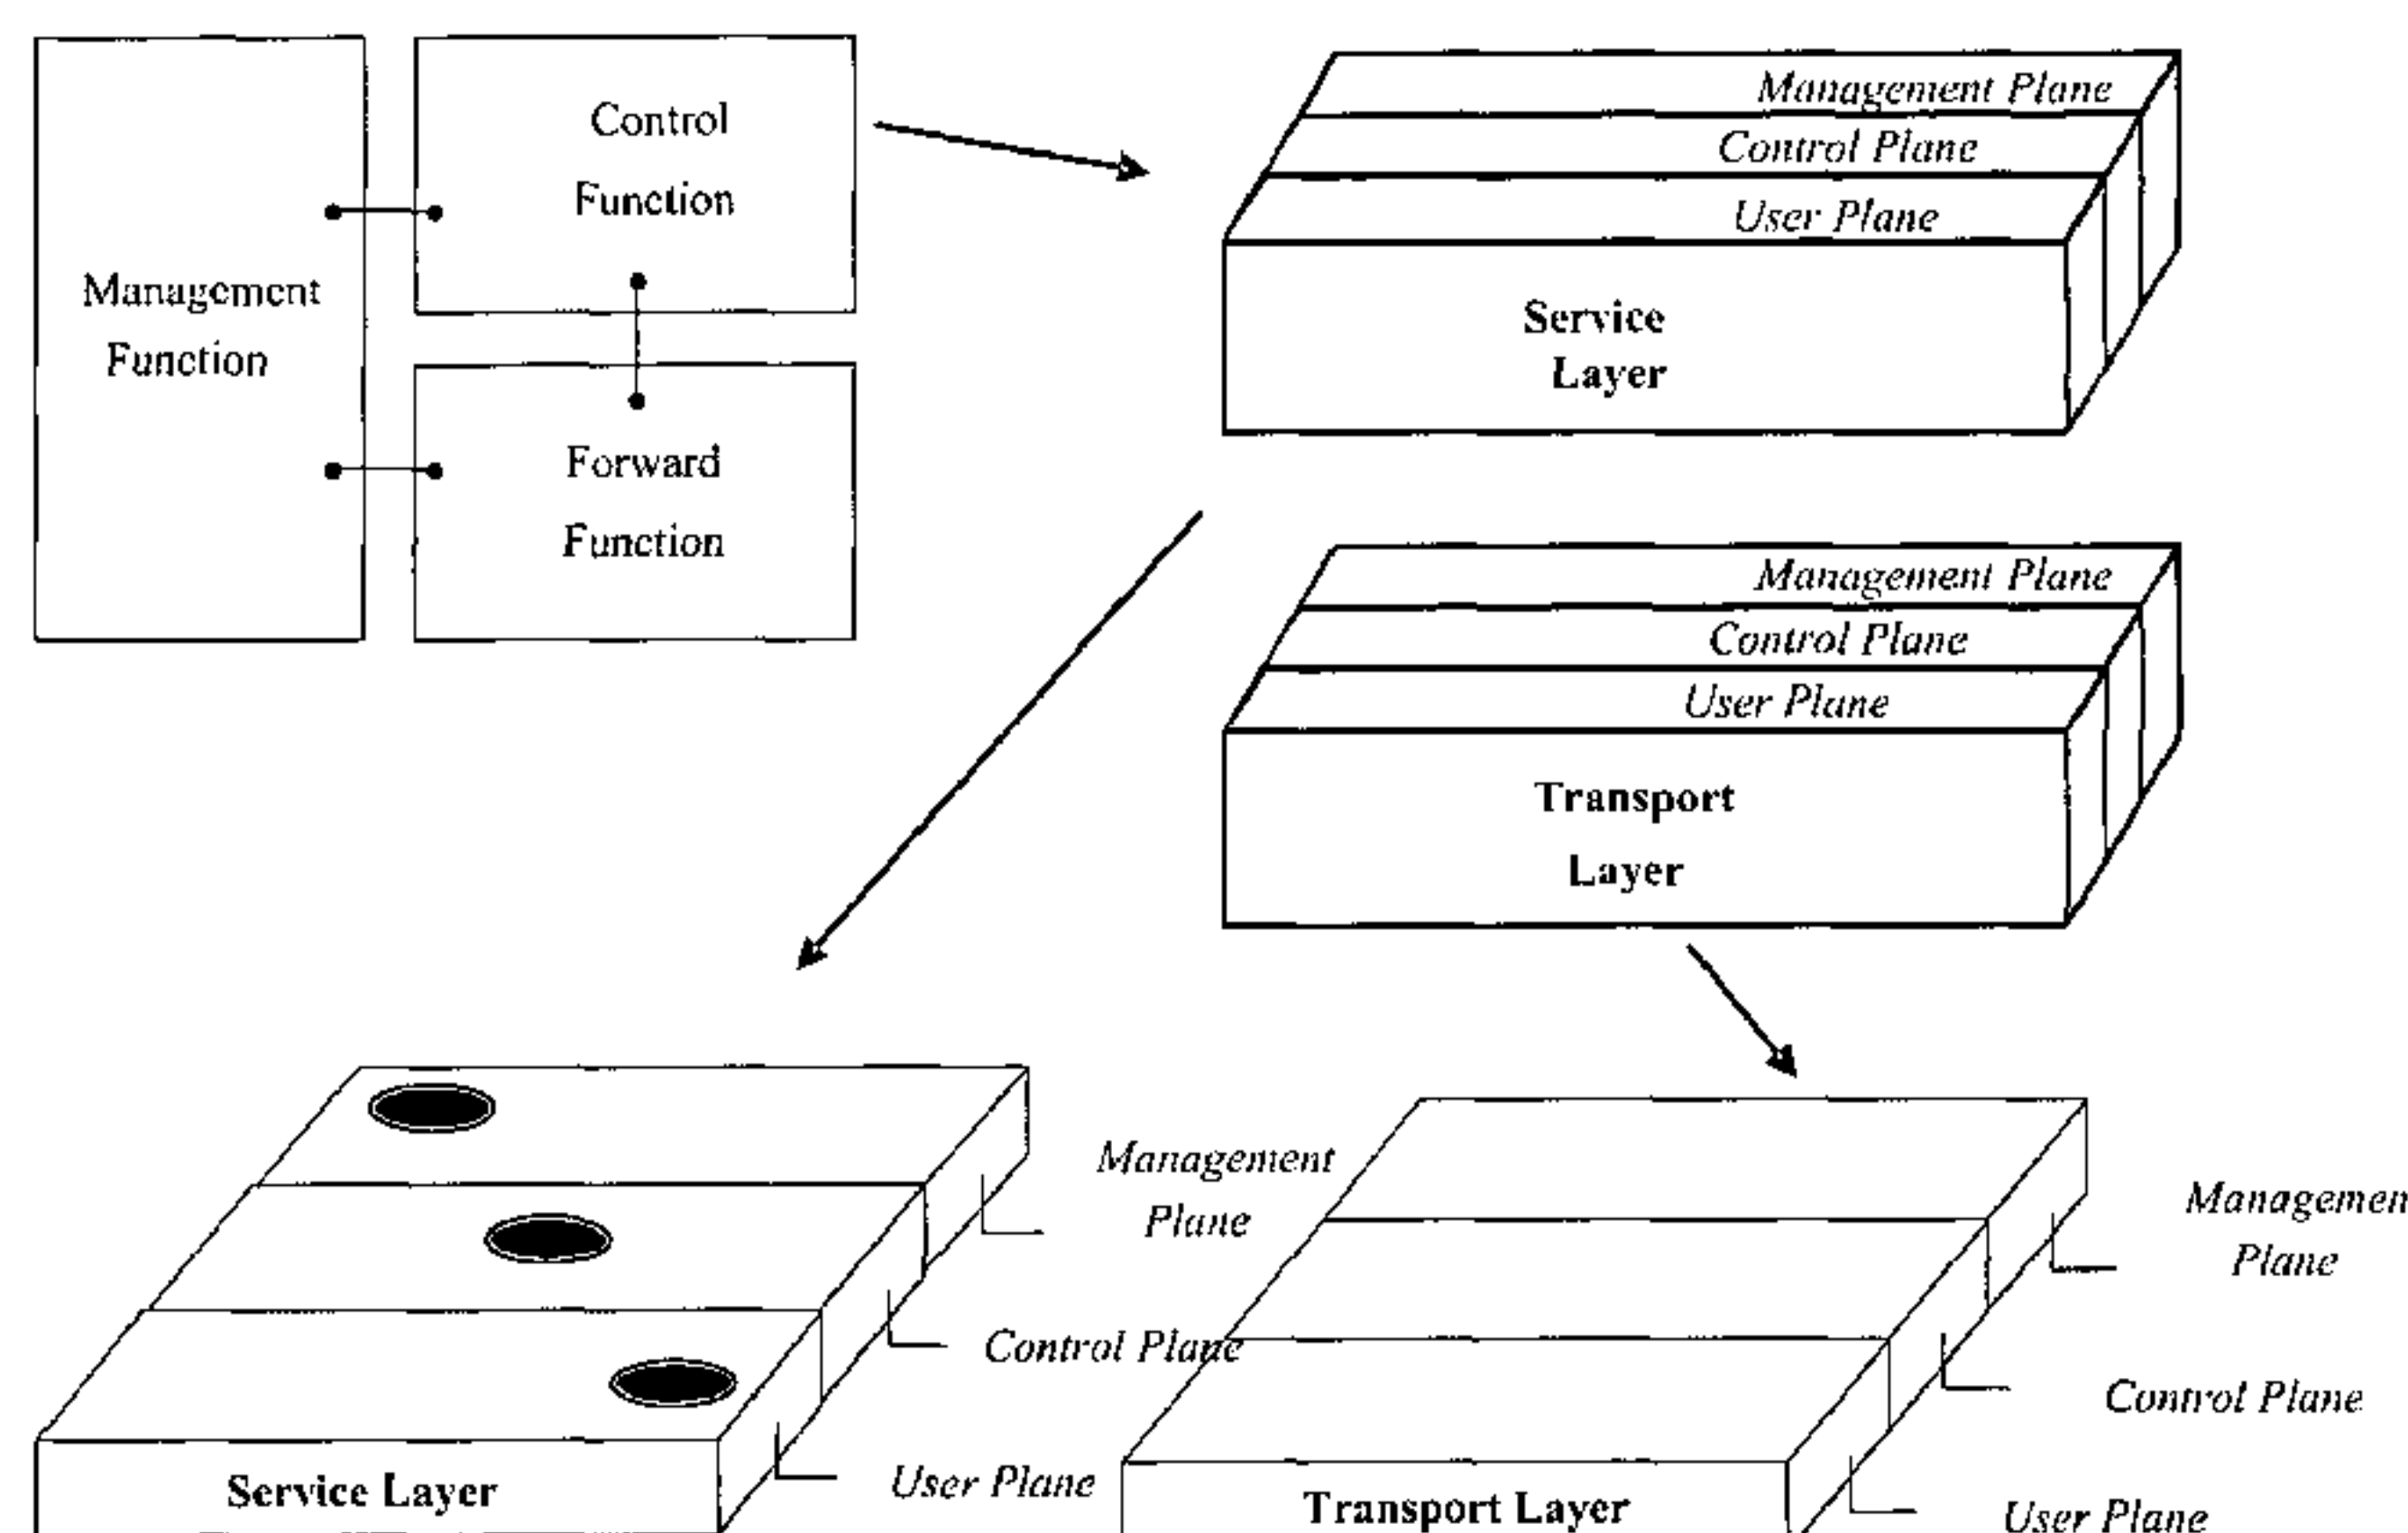 Control
Function
Management
Function
Forward
Function
Management Plane
Control Plane
User Plane
Service
Layer
Management Plane
Control Plane
User Plane
Transport
Layer
Management
Plane
Control Plane
User Plane
Service Layer
Managemen
Plane
Control Plane
User Plane
Transport Layer